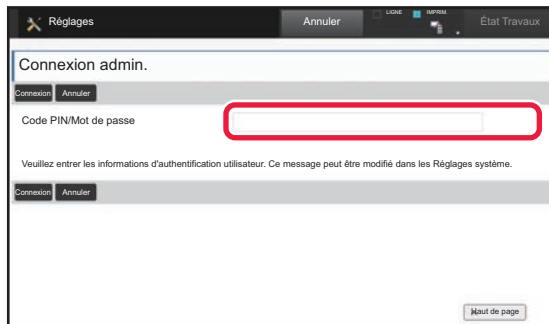 Réglages
Annuler
LIGNE
IMPRIM.
État Travaux
Connexion admin.
Connexion Annuler
Code PIN/Mot de passe
Veuillez entrer les informations d'authentification utilisateur. Ce message peut être modifié dans les Réglages système.
Connexion Annuler
Haut de page